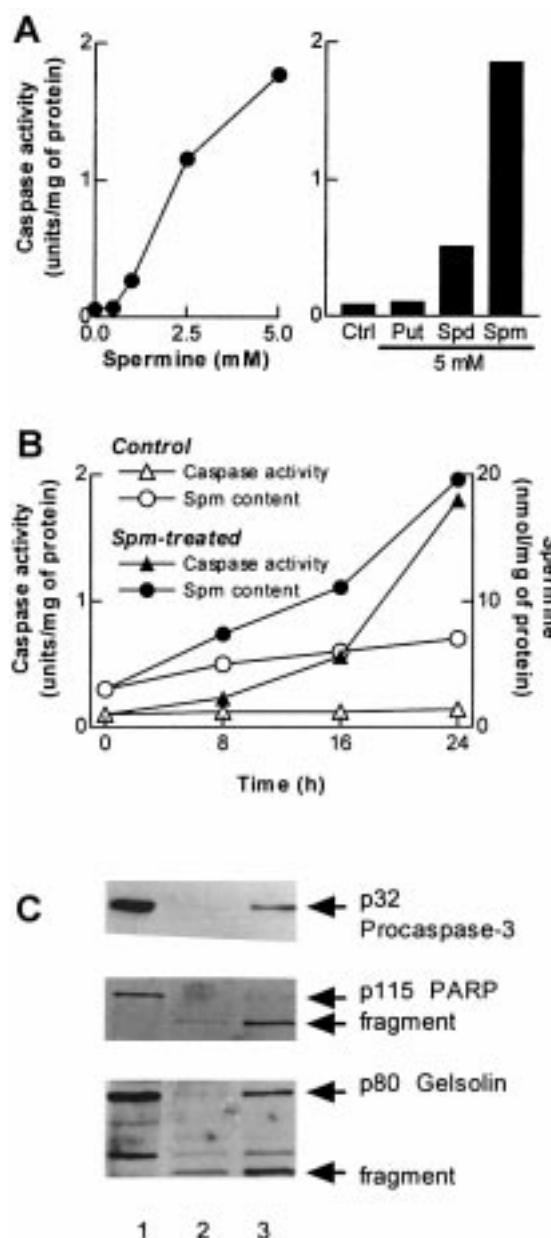 A
Caspase activity
(units/mg of protein)
2
1
0
0.0
2.5
5.0
Spermine (mM)
2
1
0
Ctrl Put Spd Spm
5 mM
B
Control
Caspase activity
Spm content
Spm-treated
Caspase activity
Spm content
Caspase activity
(units/mg of protein)
2
1
0
20
10
0
Spermine
(nmol/mg of protein)
0 8 16 24
Time (h)
C
p32
Procaspase-3
p115 PARP
fragment
p80 Gelsolin
fragment
1 2 3